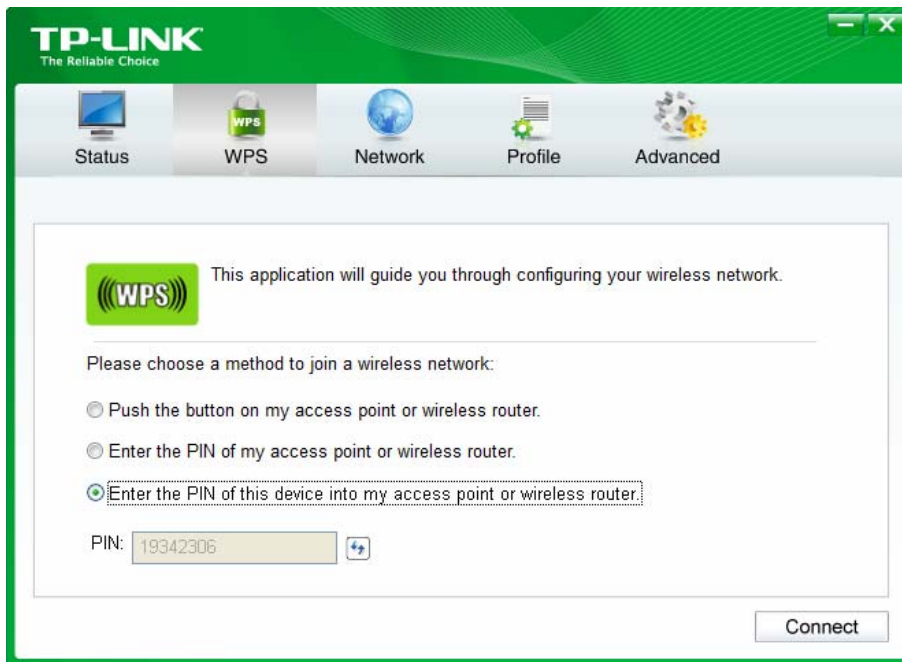 TP-LINK
The Reliable Choice
Status WPS Network Profile Advanced
WPS
(((WPS)))
This application will guide you through configuring your wireless network.
Please choose a method to join a wireless network:
Push the button on my access point or wireless router.
Enter the PIN of my access point or wireless router.
Enter the PIN of this device into my access point or wireless router.
PIN: 19342306
Connect